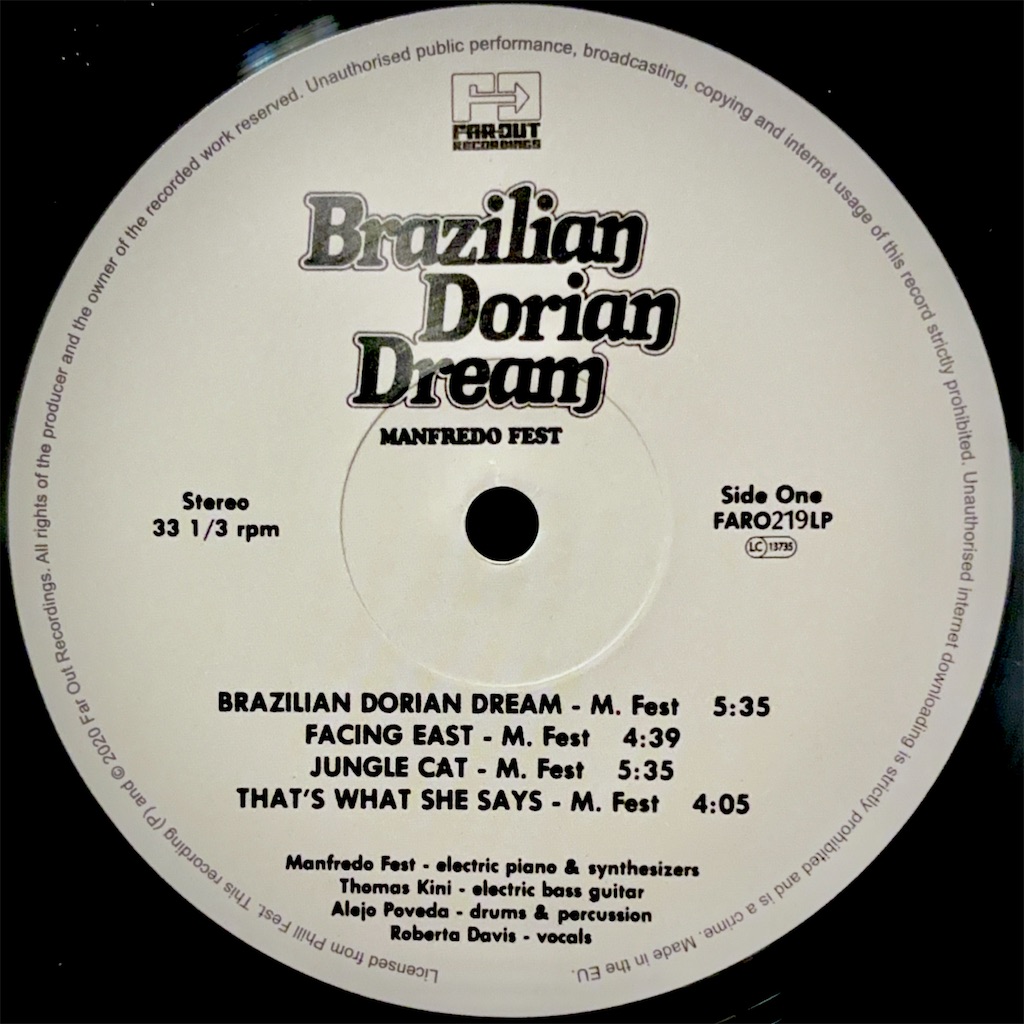 Licensed from Phill Fest. This recording (P) and © 2020 Far Out Recordings. All rights of the producer and the owner of the recorded work reserved. Unauthorised public performance, broadcasting, copying and internet usage of this record strictly prohibited. Unauthorised internet downloading is strictly prohibited and is a crime. Made in the EU.
FAR OUT
RECORDINGS
Brazilian
Dorian
Dream
MANFREDO FEST
Stereo
33 1/3 rpm
Side One
FARO219LP
LC 13735
BRAZILIAN DORIAN DREAM - M. Fest 5:35
FACING EAST - M. Fest 4:39
JUNGLE CAT - M. Fest 5:35
THAT'S WHAT SHE SAYS - M. Fest 4:05
Manfredo Fest - electric piano & synthesizers
Thomas Kini - electric bass guitar
Alejo Poveda - drums & percussion
Roberta Davis - vocals